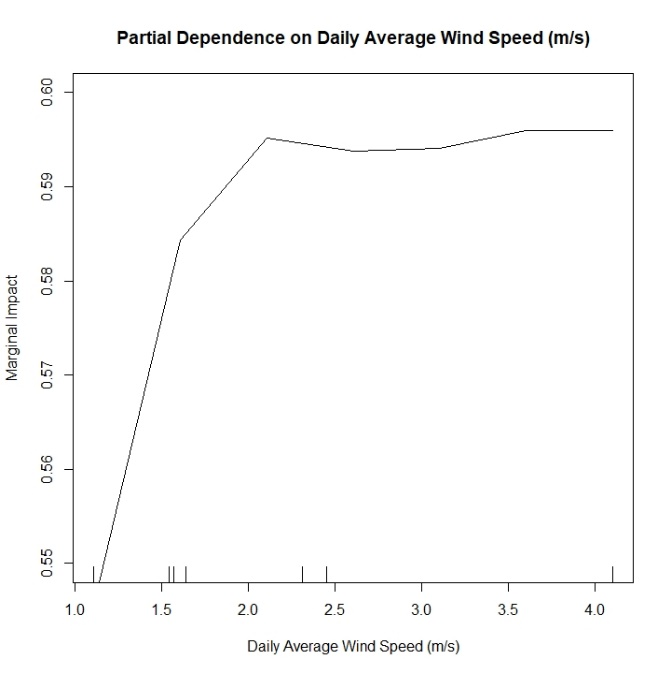 Partial Dependence on Daily Average Wind Speed (m/s)
Marginal Impact
0.60
0.59
0.58
0.57
0.56
0.55
1.0 1.5 2.0 2.5 3.0 3.5 4.0
Daily Average Wind Speed (m/s)